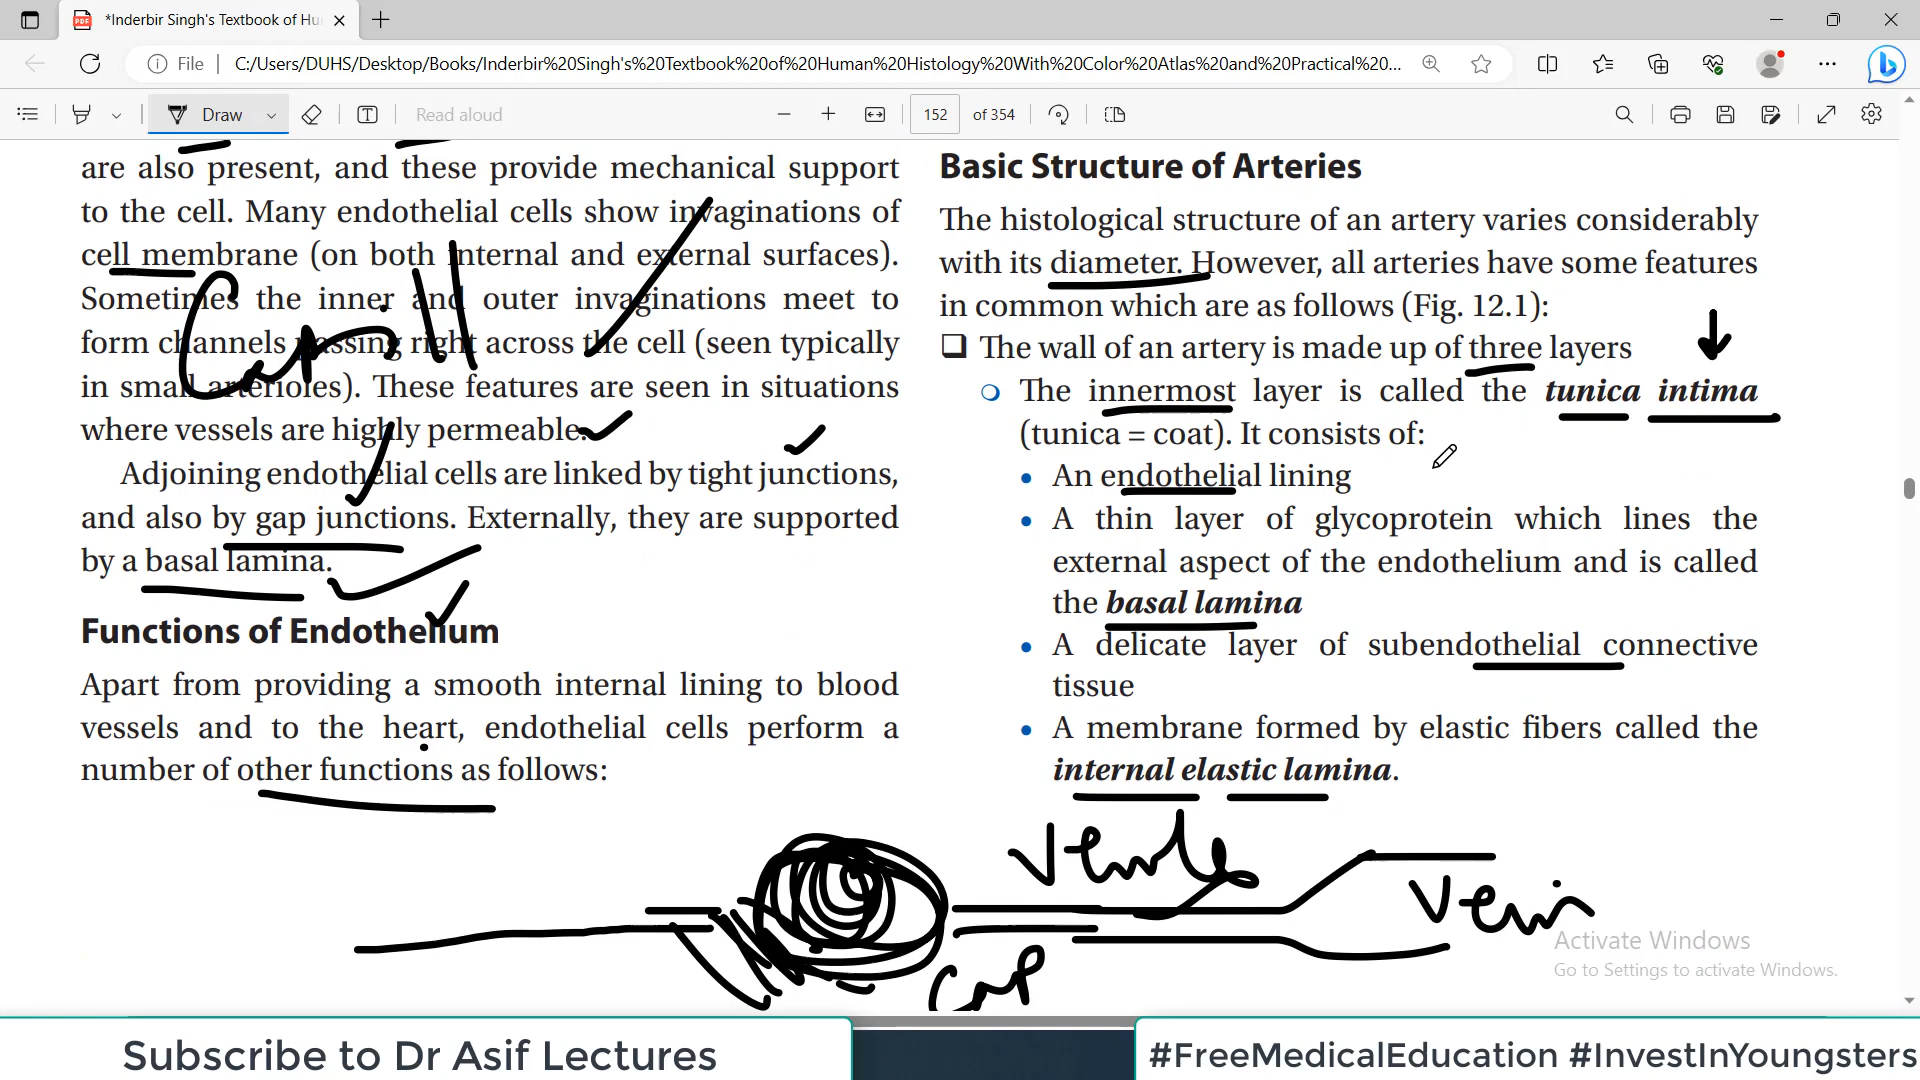 *Inderbir Singh's Textbook of Hu
File
C:/Users/DUHS/Desktop/Books/Inderbir%20Singh's%20Textbook%20of%20Human%20Histology%20With%20Color%20Atlas%20and%20Practical%20...
Draw
Read aloud
152 of 354
are also present, and these provide mechanical support
to the cell. Many endothelial cells show invaginations of
cell membrane (on both internal and external surfaces).
Sometimes the inner and outer invaginations meet to
form channels passing right across the cell (seen typically
in small arterioles). These features are seen in situations
where vessels are highly permeable.
Adjoining endothelial cells are linked by tight junctions,
and also by gap junctions. Externally, they are supported
by a basal lamina.
Functions of Endothelium
Apart from providing a smooth internal lining to blood
vessels and to the heart, endothelial cells perform a
number of other functions as follows:
Basic Structure of Arteries
The histological structure of an artery varies considerably
with its diameter. However, all arteries have some features
in common which are as follows (Fig. 12.1):
❑ The wall of an artery is made up of three layers
○ The innermost layer is called the tunica intima
(tunica = coat). It consists of:
• An endothelial lining
• A thin layer of glycoprotein which lines the
external aspect of the endothelium and is called
the basal lamina
• A delicate layer of subendothelial connective
tissue
• A membrane formed by elastic fibers called the
internal elastic lamina.
Vein
Cap
Activate Windows
Go to Settings to activate Windows.
Subscribe to Dr Asif Lectures
#FreeMedicalEducation #InvestInYoungsters